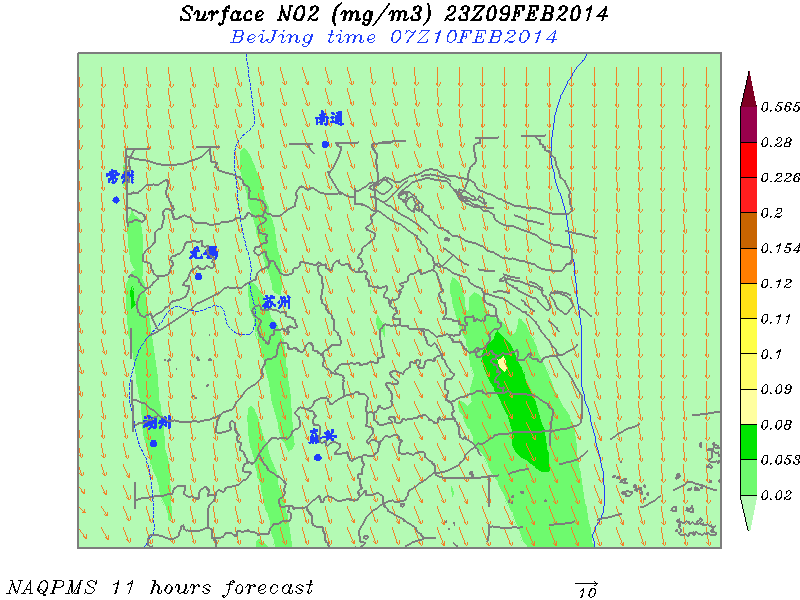 Surface NO2 (mg/m3) 23Z09FEB2014
BeiJing time 07Z10FEB2014
南通
常州
无锡
苏州
湖州
嘉兴
0.565
0.28
0.226
0.2
0.154
0.12
0.11
0.1
0.09
0.08
0.053
0.02
NAQPMS 11 hours forecast
10